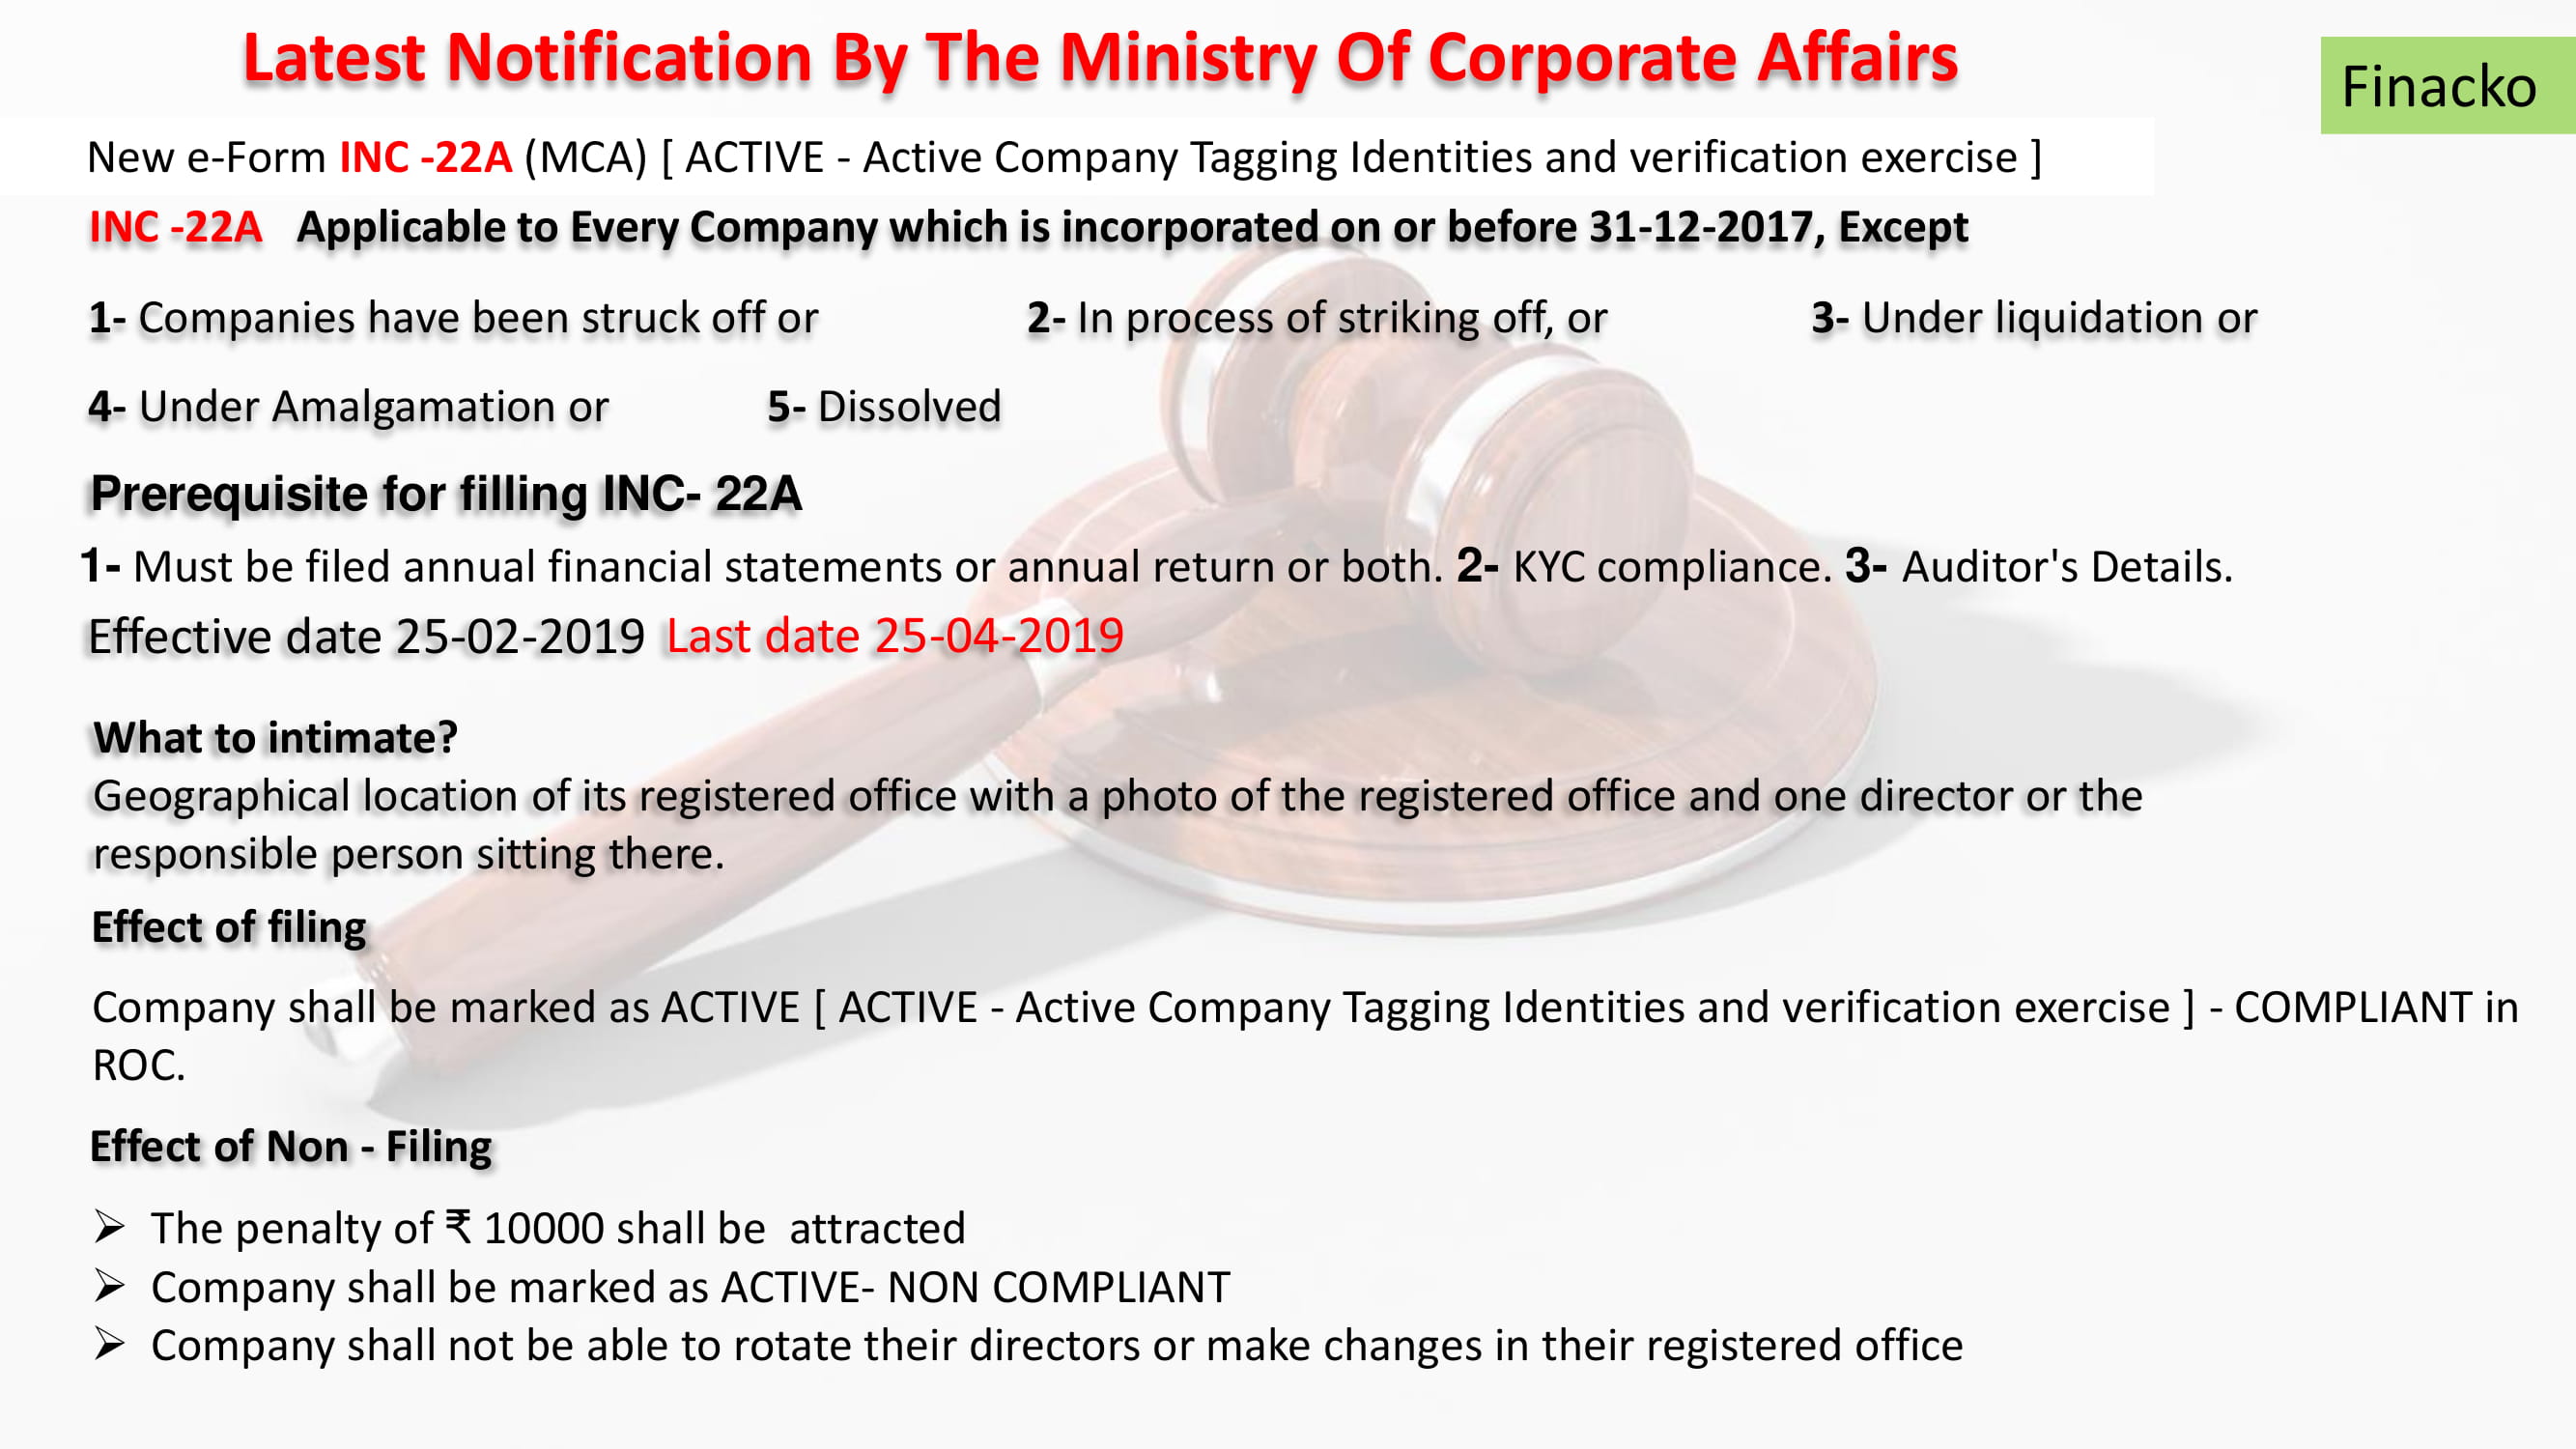 Latest Notification By The Ministry Of Corporate Affairs
Finacko
New e-Form INC -22A (MCA) [ ACTIVE - Active Company Tagging Identities and verification exercise ]
INC -22A Applicable to Every Company which is incorporated on or before 31-12-2017, Except
1- Companies have been struck off or 2- In process of striking off, or 3- Under liquidation or
4- Under Amalgamation or 5- Dissolved
Prerequisite for filling INC- 22A
1- Must be filed annual financial statements or annual return or both. 2- KYC compliance. 3- Auditor's Details.
Effective date 25-02-2019 Last date 25-04-2019
What to intimate?
Geographical location of its registered office with a photo of the registered office and one director or the
responsible person sitting there.
Effect of filing
Company shall be marked as ACTIVE [ ACTIVE - Active Company Tagging Identities and verification exercise ] - COMPLIANT in
ROC.
Effect of Non - Filing
➢ The penalty of ₹ 10000 shall be attracted
➢ Company shall be marked as ACTIVE- NON COMPLIANT
➢ Company shall not be able to rotate their directors or make changes in their registered office